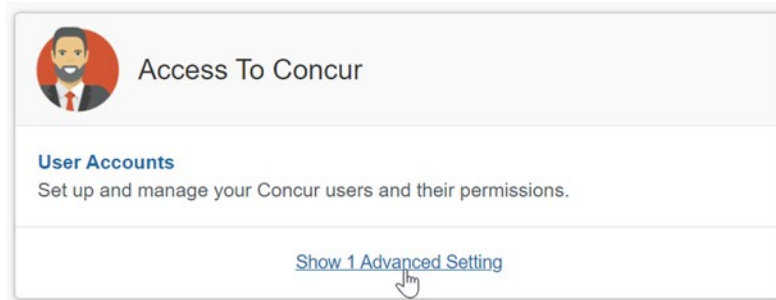 Access To Concur
User Accounts
Set up and manage your Concur users and their permissions.
Show 1 Advanced Setting